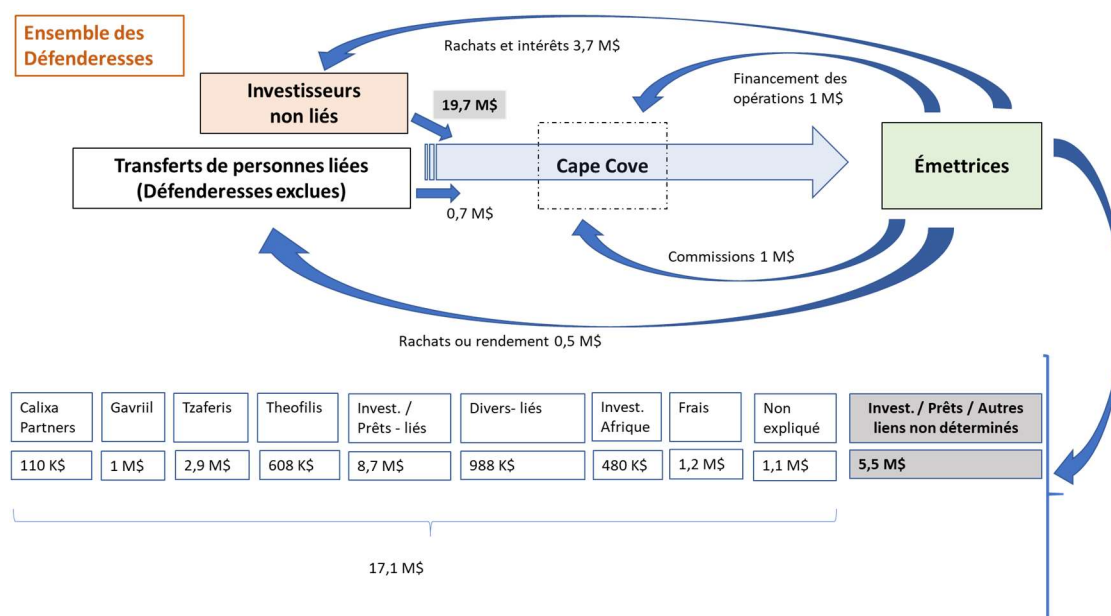 Ensemble des
Défenderesses
Rachats et intérêts 3,7 M$
Investisseurs
non liés
19,7 M$
Financement des
opérations 1 M$
Transferts de personnes liées
(Défenderesses exclues)
0,7 M$
Cape Cove
Émettrices
Commissions 1 M$
Rachats ou rendement 0,5 M$
Calixa
Partners
Gavriil
Tzaferis
Theofilis
Invest. /
Prêts - liés
Divers- liés
Invest.
Afrique
Frais
Non
expliqué
Invest. / Prêts / Autres
liens non déterminés
110 K$
1 M$
2,9 M$
608 K$
8,7 M$
988 K$
480 K$
1,2 M$
1,1 M$
5,5 M$
17,1 M$